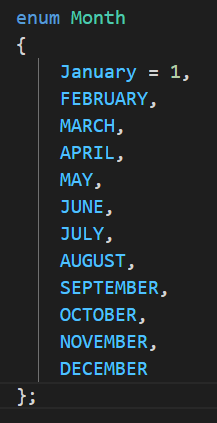 enum Month
{
January = 1,
FEBRUARY,
MARCH,
APRIL,
MAY,
JUNE,
JULY,
AUGUST,
SEPTEMBER,
OCTOBER,
NOVEMBER,
DECEMBER
};